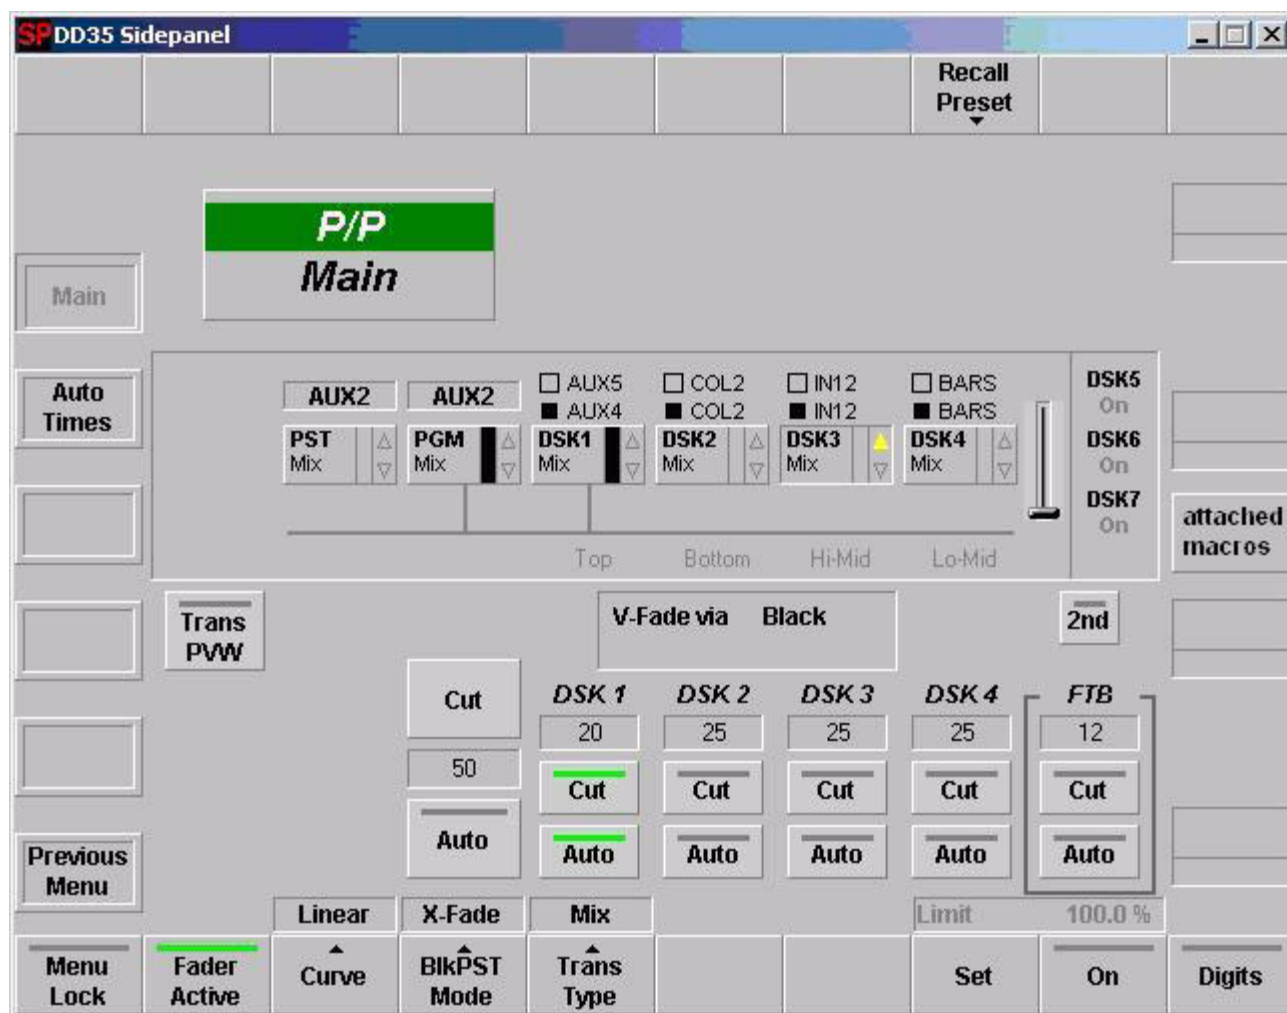 SP DD35 Sidepanel
Recall
Preset
P/P
Main
Main
Auto
Times
AUX2
AUX2
AUX5
COL2
IN12
BARS
AUX4
COL2
IN12
BARS
PST
Mix
PGM
Mix
DSK1
Mix
DSK2
Mix
DSK3
Mix
DSK4
Mix
DSK5
On
DSK6
On
DSK7
On
Top
Bottom
Hi-Mid
Lo-Mid
attached
macros
Trans
PVW
V-Fade via Black
2nd
Cut
50
Auto
DSK 1
20
Cut
Auto
DSK 2
25
Cut
Auto
DSK 3
25
Cut
Auto
DSK 4
25
Cut
Auto
FTB
12
Cut
Auto
Previous
Menu
Linear
X-Fade
Mix
Limit 100.0 %
Menu
Lock
Fader
Active
Curve
BlkPST
Mode
Trans
Type
Set
On
Digits